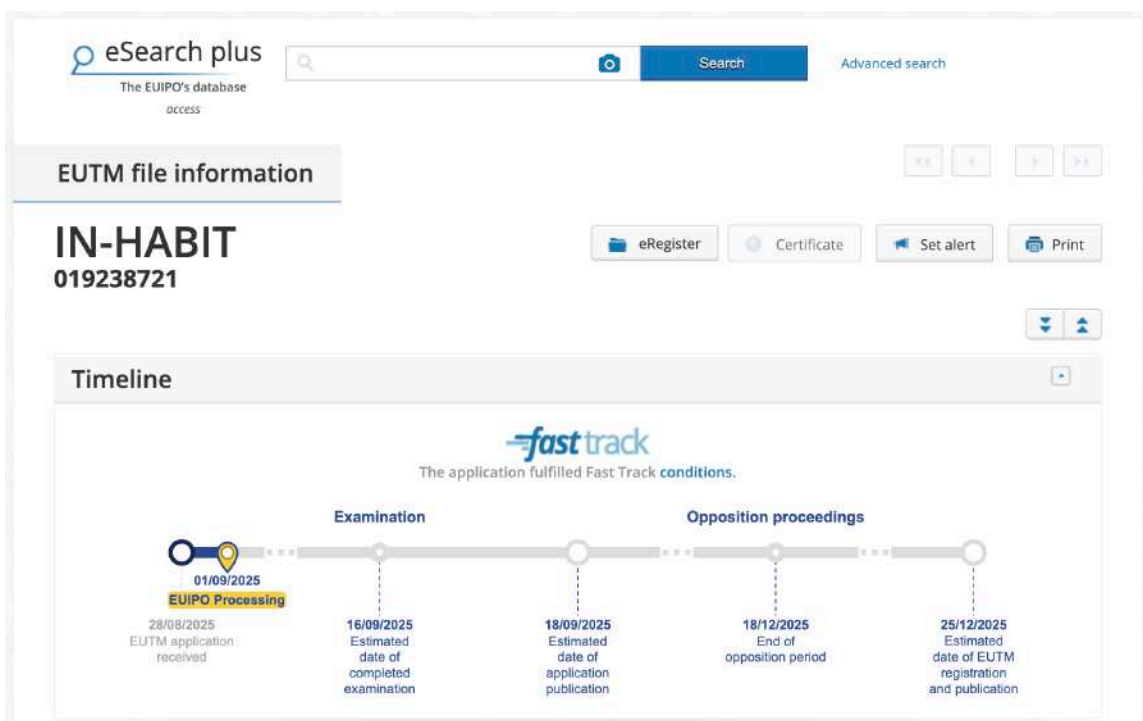 eSearch plus
The EUIPO's database
access
Search
Advanced search
EUTM file information
IN-HABIT
019238721
eRegister
Certificate
Set alert
Print
Timeline
fast track
The application fulfilled Fast Track conditions.
Examination
Opposition proceedings
01/09/2025
EUIPO Processing
28/08/2025
EUTM application
received
16/09/2025
Estimated
date of
completed
examination
18/09/2025
Estimated
date of
application
publication
18/12/2025
End of
opposition period
25/12/2025
Estimated
date of EUTM
registration
and publication